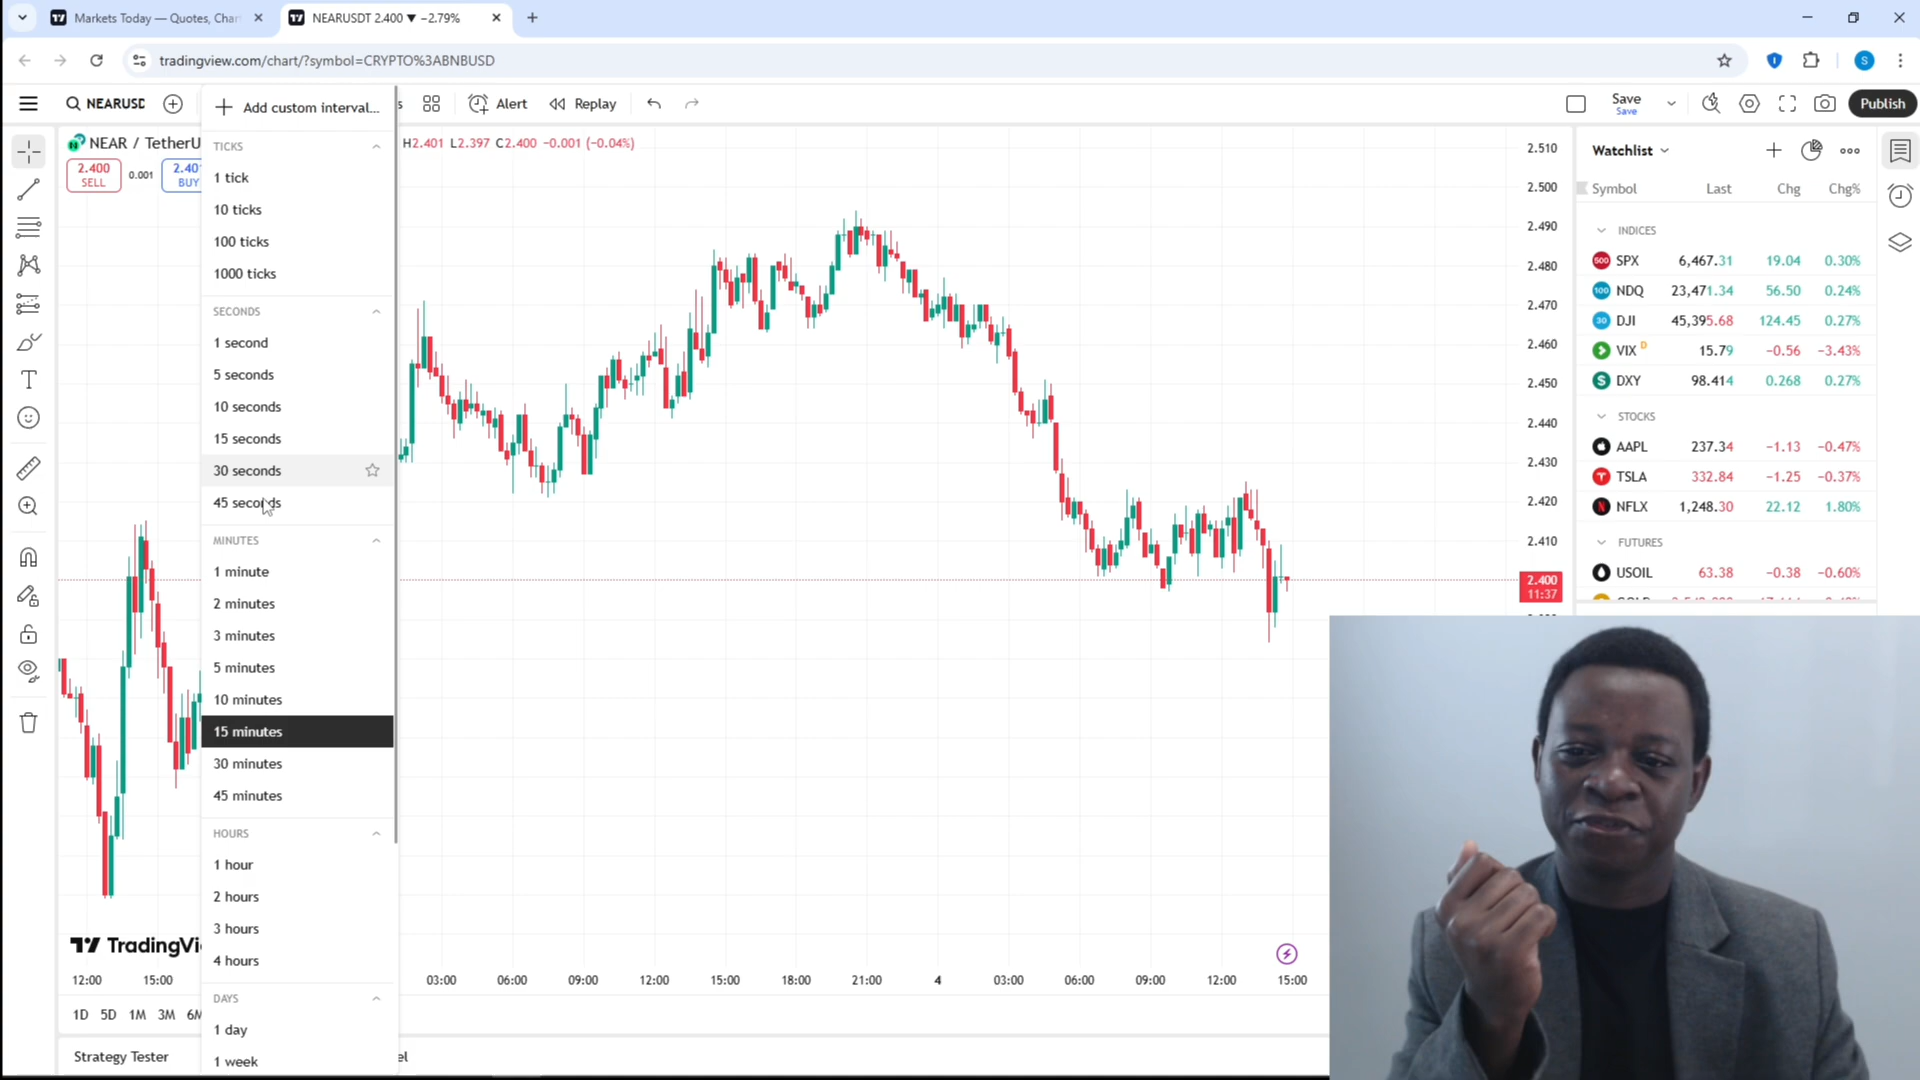 Markets Today — Quotes, Char
NEARUSDT 2.400 ▼ −2.79%
tradingview.com/chart/?symbol=CRYPTO%3ABNBUSD
S
NEARUSD
Add custom interval...
s
Alert
Replay
Save
Save
Publish
NEAR / TetherU
H2.401 L2.397 C2.400 −0.001 (−0.04%)
2.400
SELL
0.001
2.401
BUY
TICKS
1 tick
10 ticks
100 ticks
1000 ticks
SECONDS
1 second
5 seconds
10 seconds
15 seconds
30 seconds
45 seconds
MINUTES
1 minute
2 minutes
3 minutes
5 minutes
10 minutes
15 minutes
30 minutes
45 minutes
HOURS
1 hour
2 hours
3 hours
4 hours
DAYS
1 day
1 week
2.510
2.500
2.490
2.480
2.470
2.460
2.450
2.440
2.430
2.420
2.410
2.400
11:37
TradingVi
12:00 15:00 03:00 06:00 09:00 12:00 15:00 18:00 21:00 4 03:00 06:00 09:00 12:00 15:00
1D 5D 1M 3M 6M
Strategy Tester
el
Watchlist
Symbol Last Chg Chg%
INDICES
500 SPX 6,467.31 19.04 0.30%
100 NDQ 23,471.34 56.50 0.24%
30 DJI 45,395.68 124.45 0.27%
VIX D 15.79 −0.56 −3.43%
$ DXY 98.414 0.268 0.27%
STOCKS
AAPL 237.34 −1.13 −0.47%
TSLA 332.84 −1.25 −0.37%
NFLX 1,248.30 22.12 1.80%
FUTURES
USOIL 63.38 −0.38 −0.60%